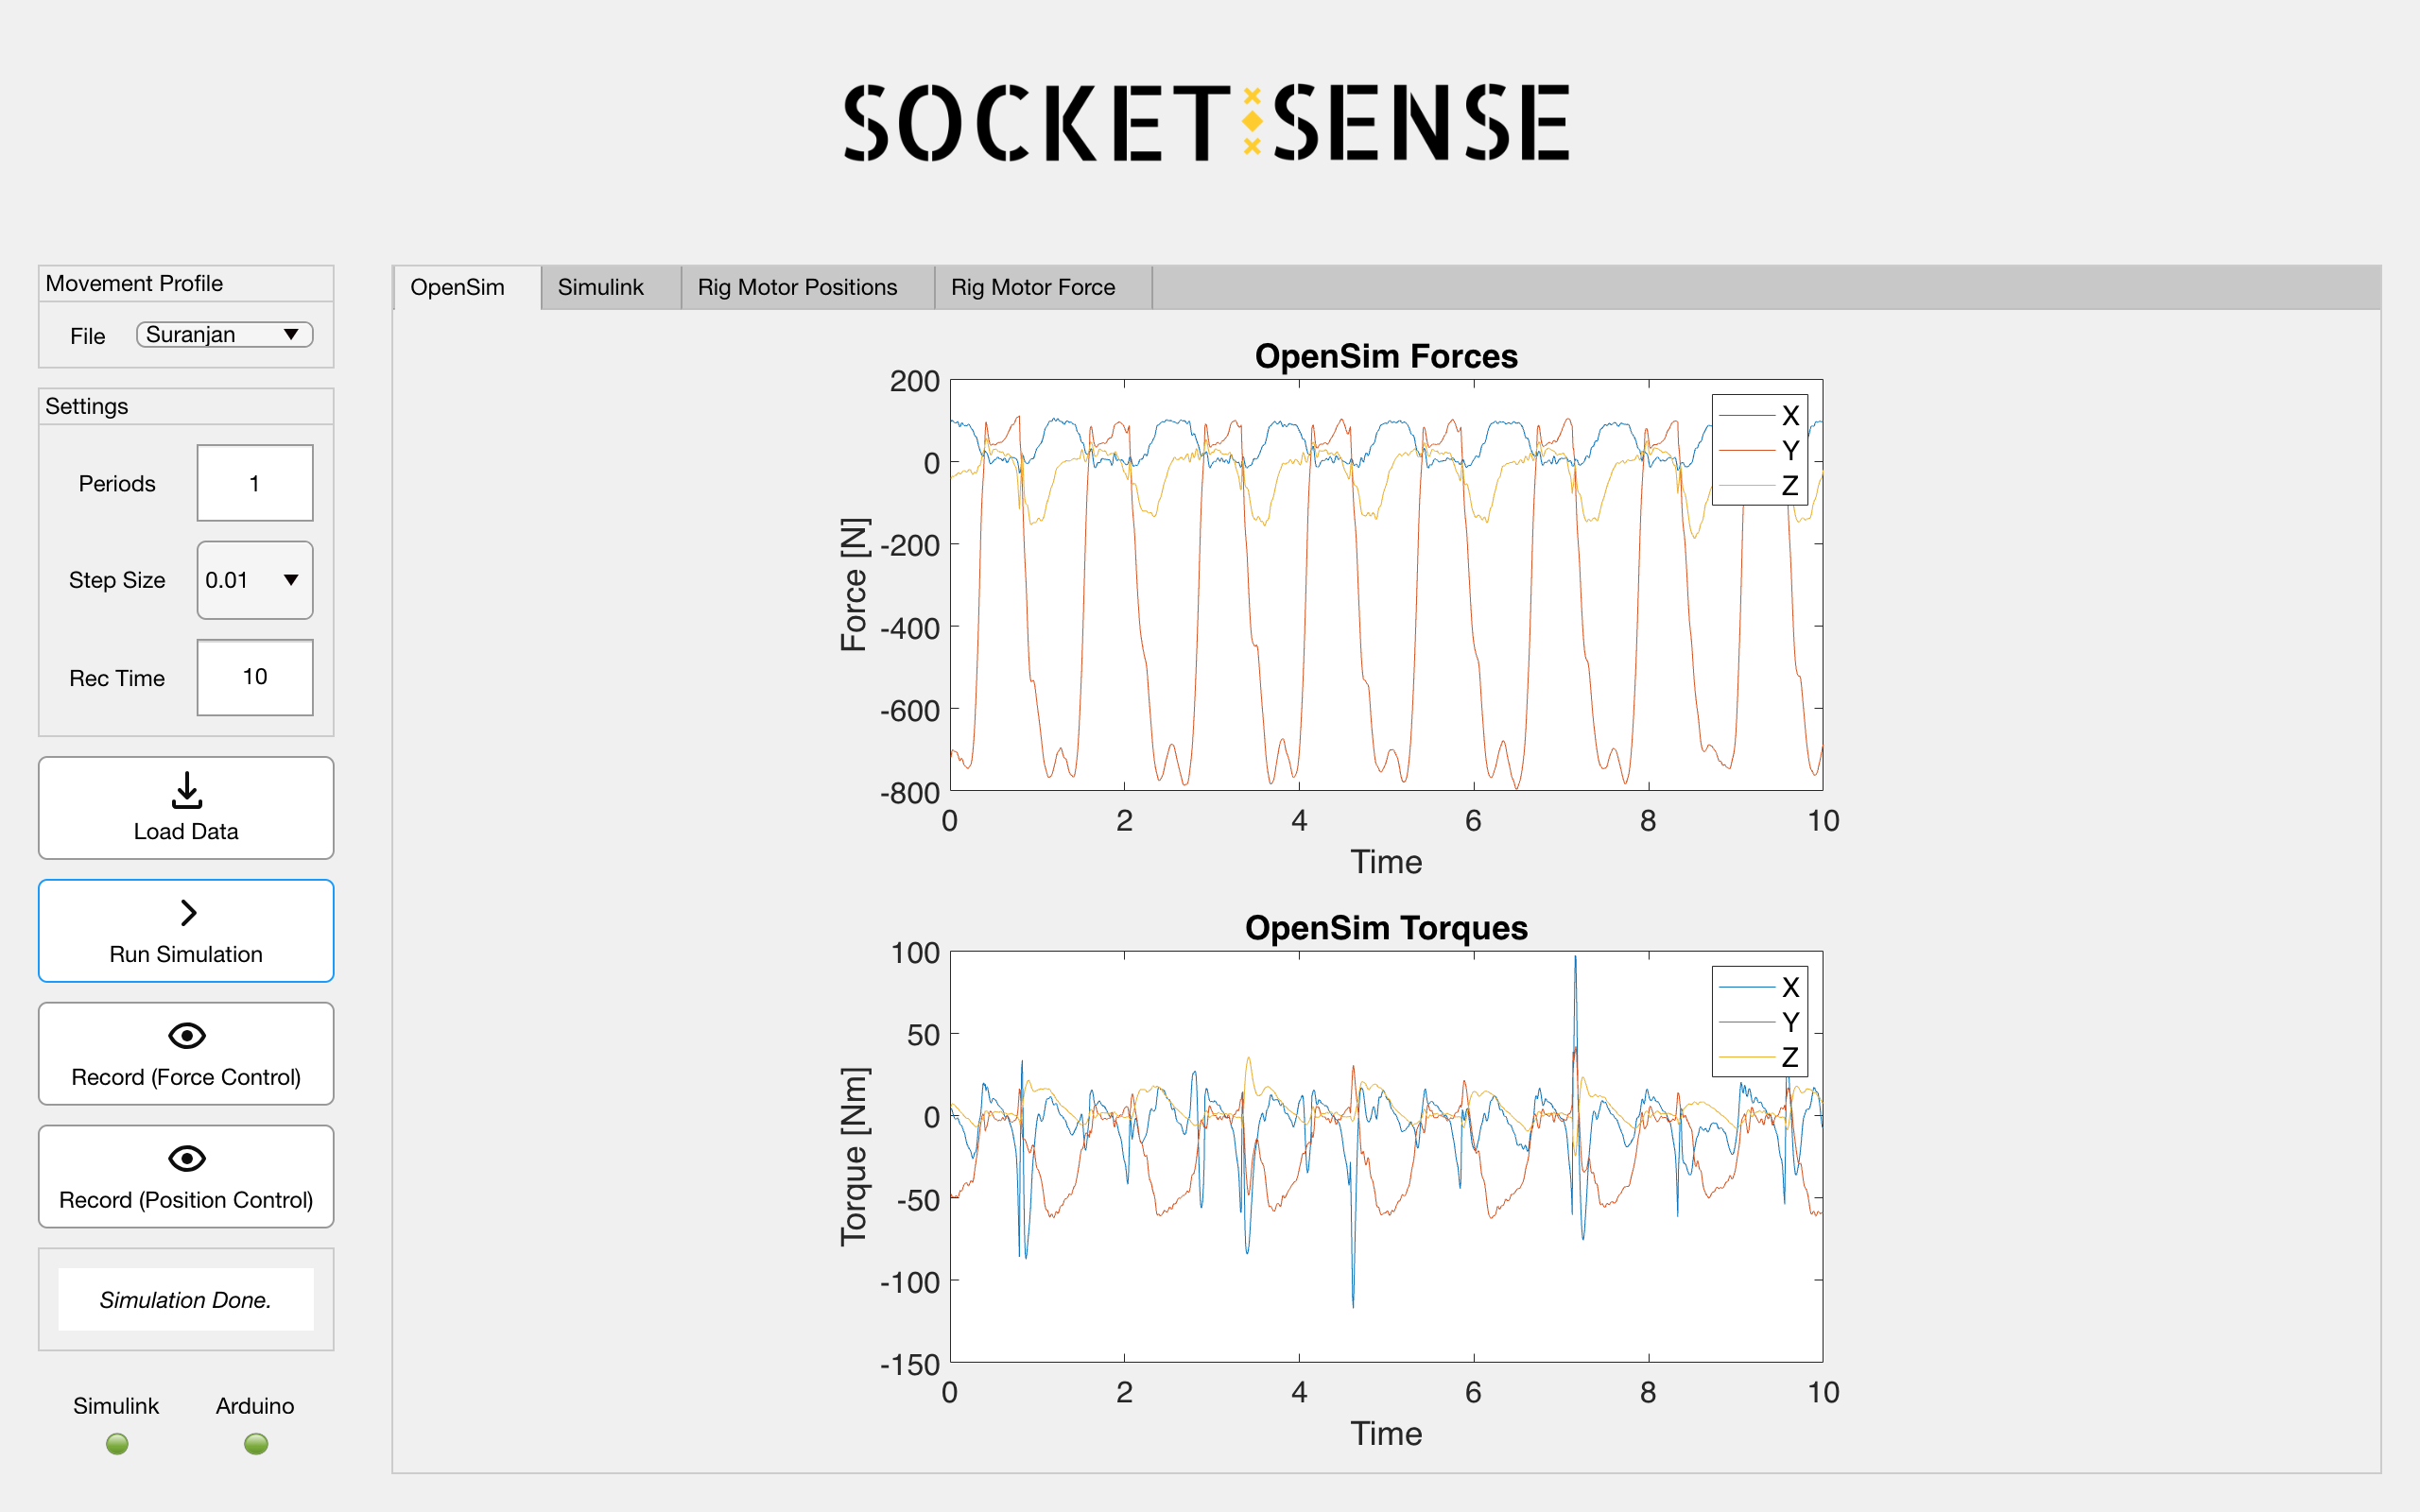 SOCKET SENSE
Movement Profile
File Suranjan
Settings
Periods 1
Step Size 0.01
Rec Time 10
Load Data
Run Simulation
Record (Force Control)
Record (Position Control)
Simulation Done.
Simulink Arduino
OpenSim Simulink Rig Motor Positions Rig Motor Force
OpenSim Forces
200
0
-200
-400
-600
-800
Force [N]
X
Y
Z
0 2 4 6 8 10
Time
OpenSim Torques
100
50
0
-50
-100
-150
Torque [Nm]
X
Y
Z
0 2 4 6 8 10
Time